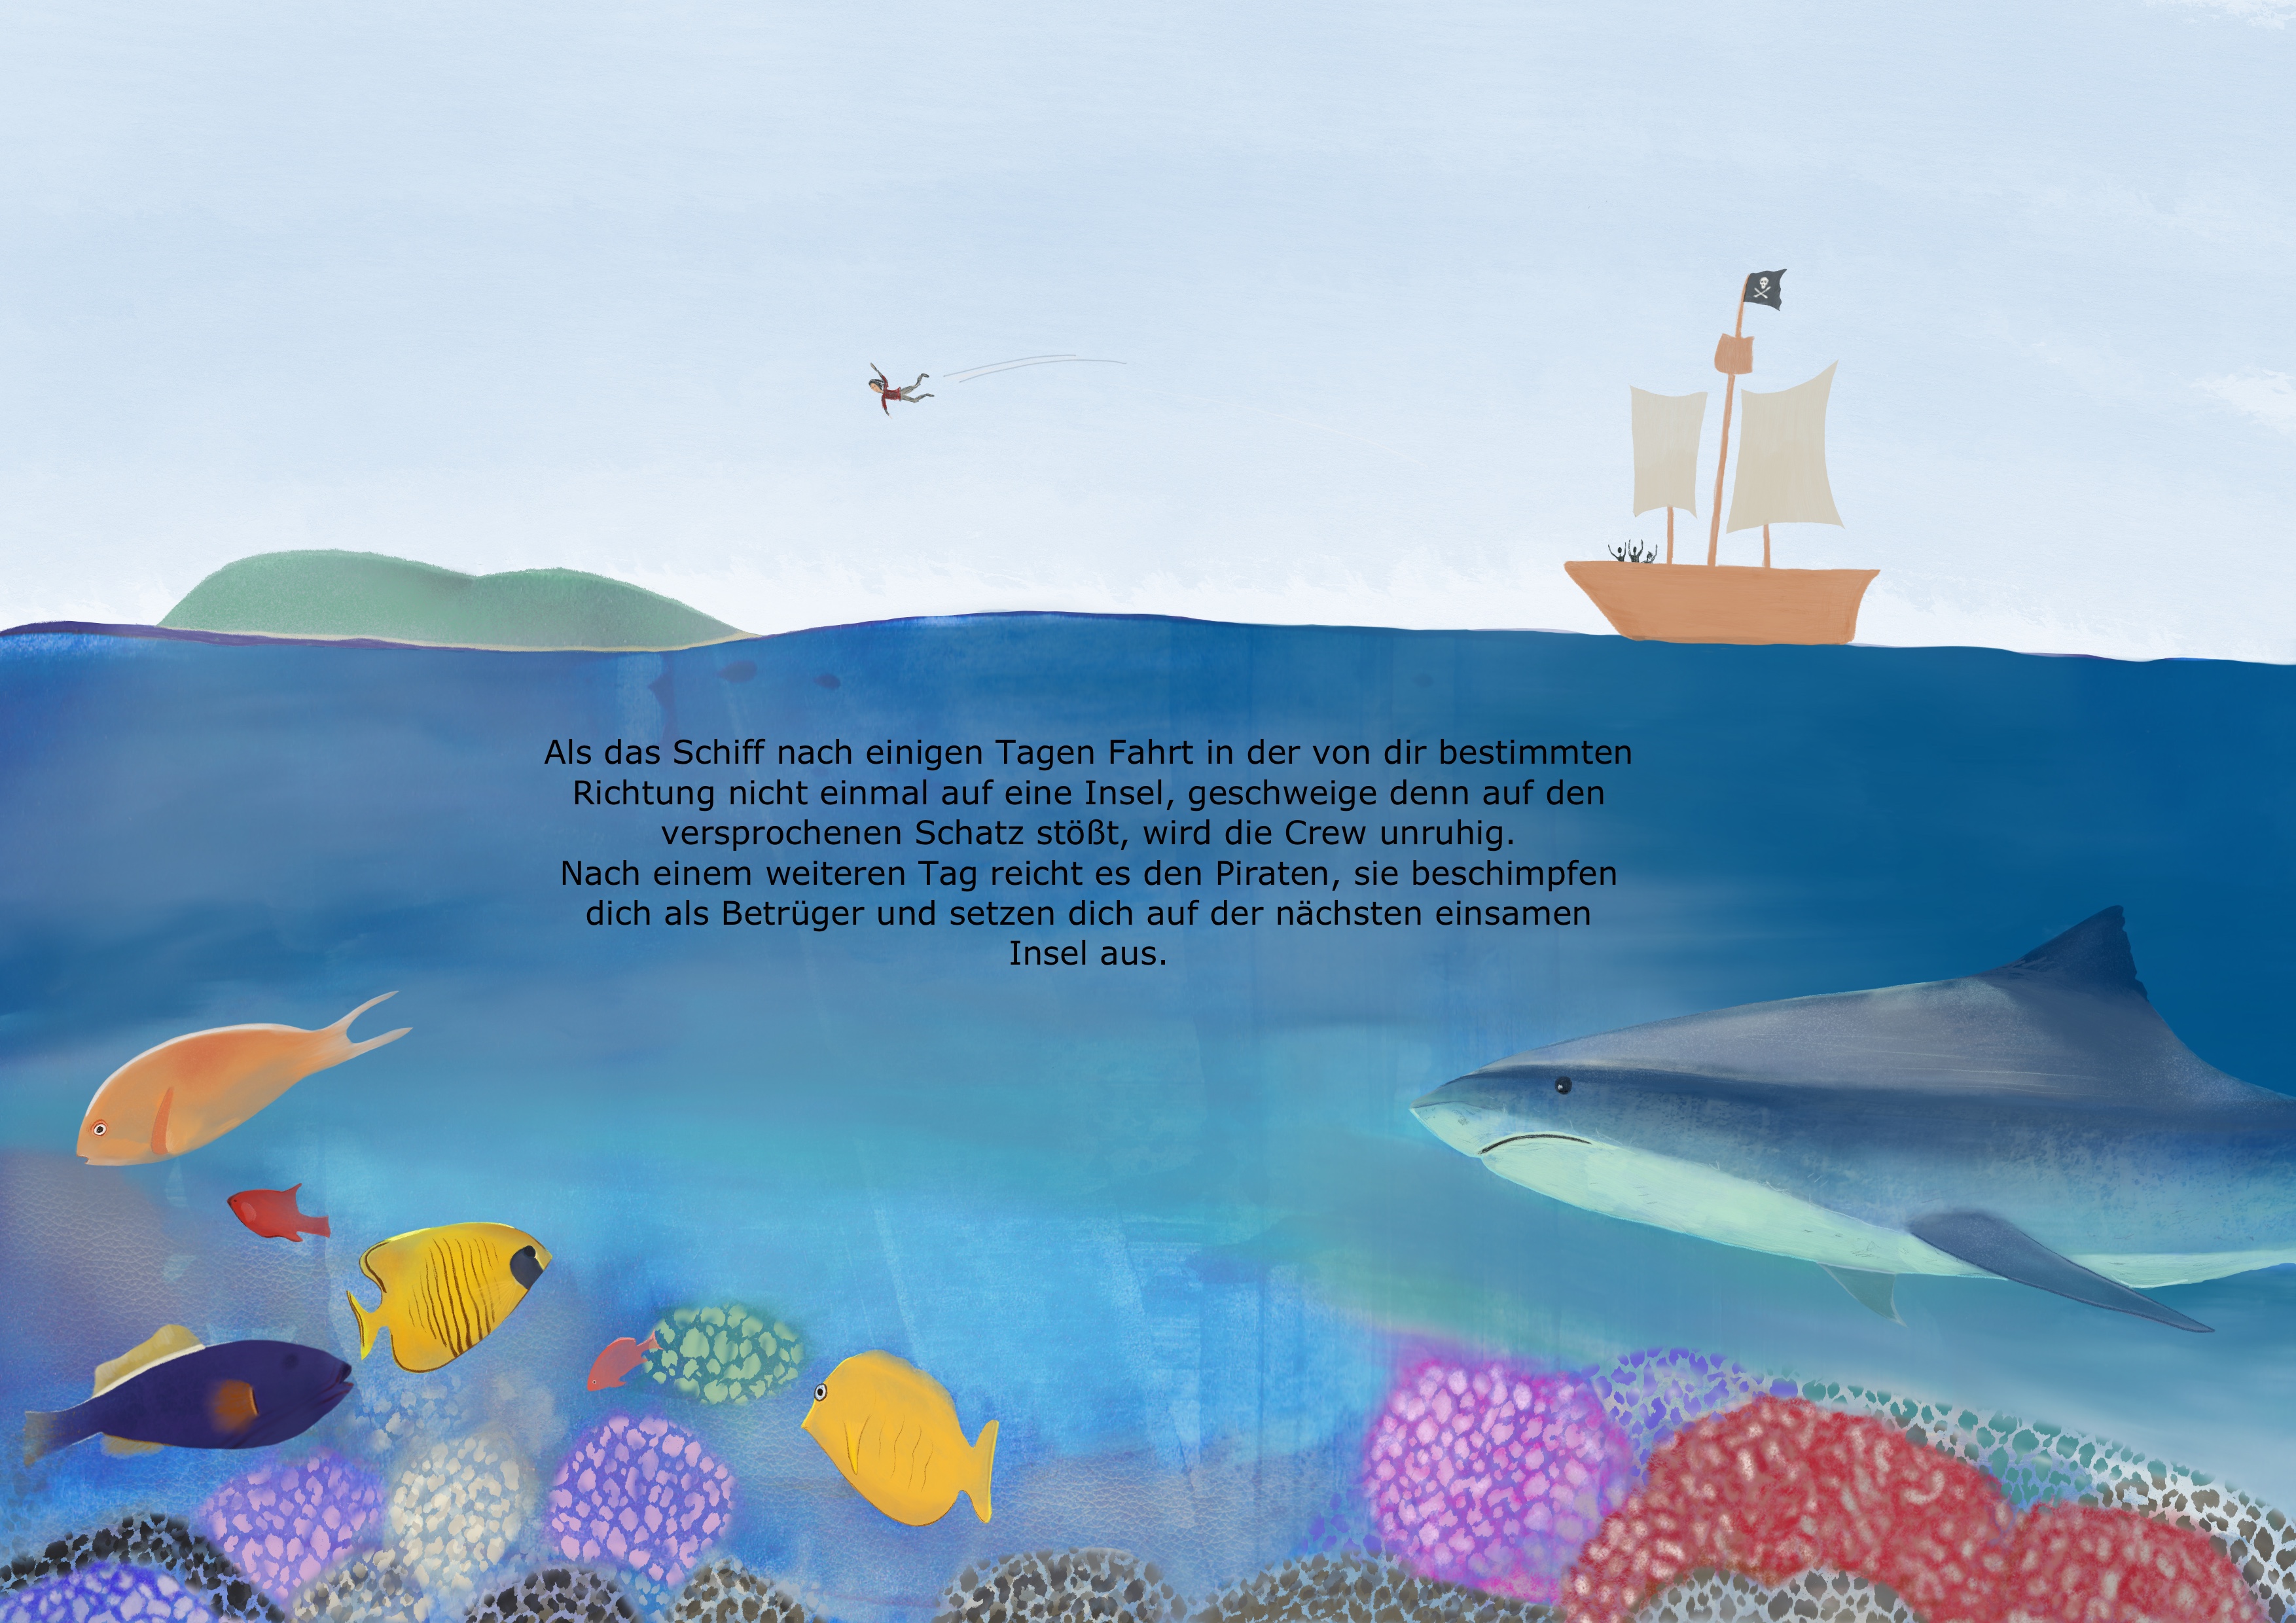 Als das Schiff nach einigen Tagen Fahrt in der von dir bestimmten
Richtung nicht einmal auf eine Insel, geschweige denn auf den
versprochenen Schatz stößt, wird die Crew unruhig.
Nach einem weiteren Tag reicht es den Piraten, sie beschimpfen
dich als Betrüger und setzen dich auf der nächsten einsamen
Insel aus.